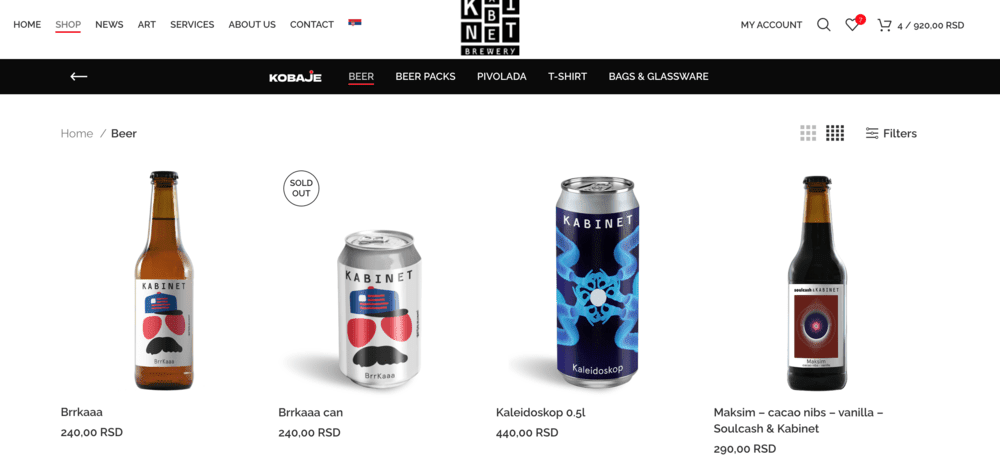 HOME SHOP NEWS ART SERVICES ABOUT US CONTACT
KABINET
BREWERY
MY ACCOUNT 7 4 / 920,00 RSD
KOBAJE BEER BEER PACKS PIVOLADA T-SHIRT BAGS & GLASSWARE
Home / Beer
Filters
KABINET
BrrKaaa
SOLD
OUT
KABINET
BrrKaaa
KABINET
Kaleidoskop
soulcash & KABINET
Maksim
Brrkaaa
240,00 RSD
Brrkaaa can
240,00 RSD
Kaleidoskop 0.5l
440,00 RSD
Maksim – cacao nibs – vanilla –
Soulcash & Kabinet
290,00 RSD